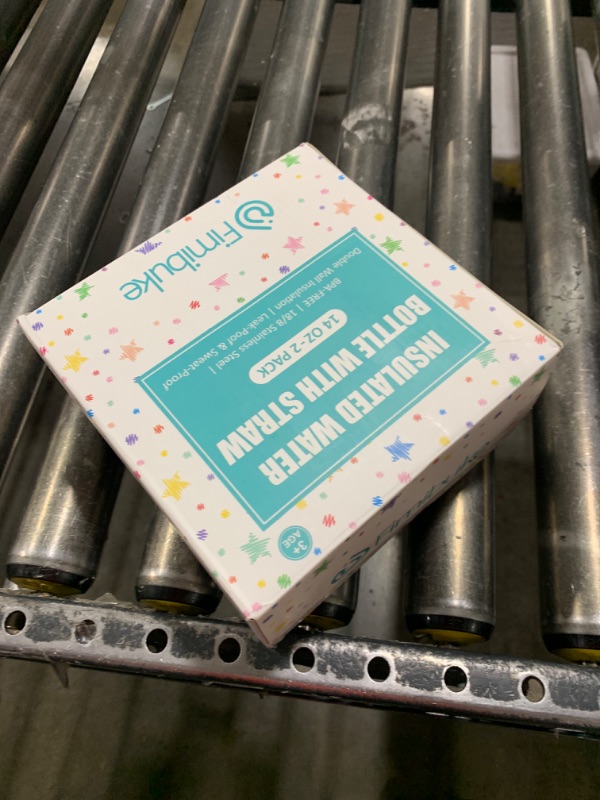 Fimibuke
INSULATED WATER
BOTTLE WITH STRAW
14 OZ-2 PACK
BPA-FREE | 18/8 Stainless Steel |
Double Wall Insulation | Leak-Poof & Sweat-Proof
3+
AGE